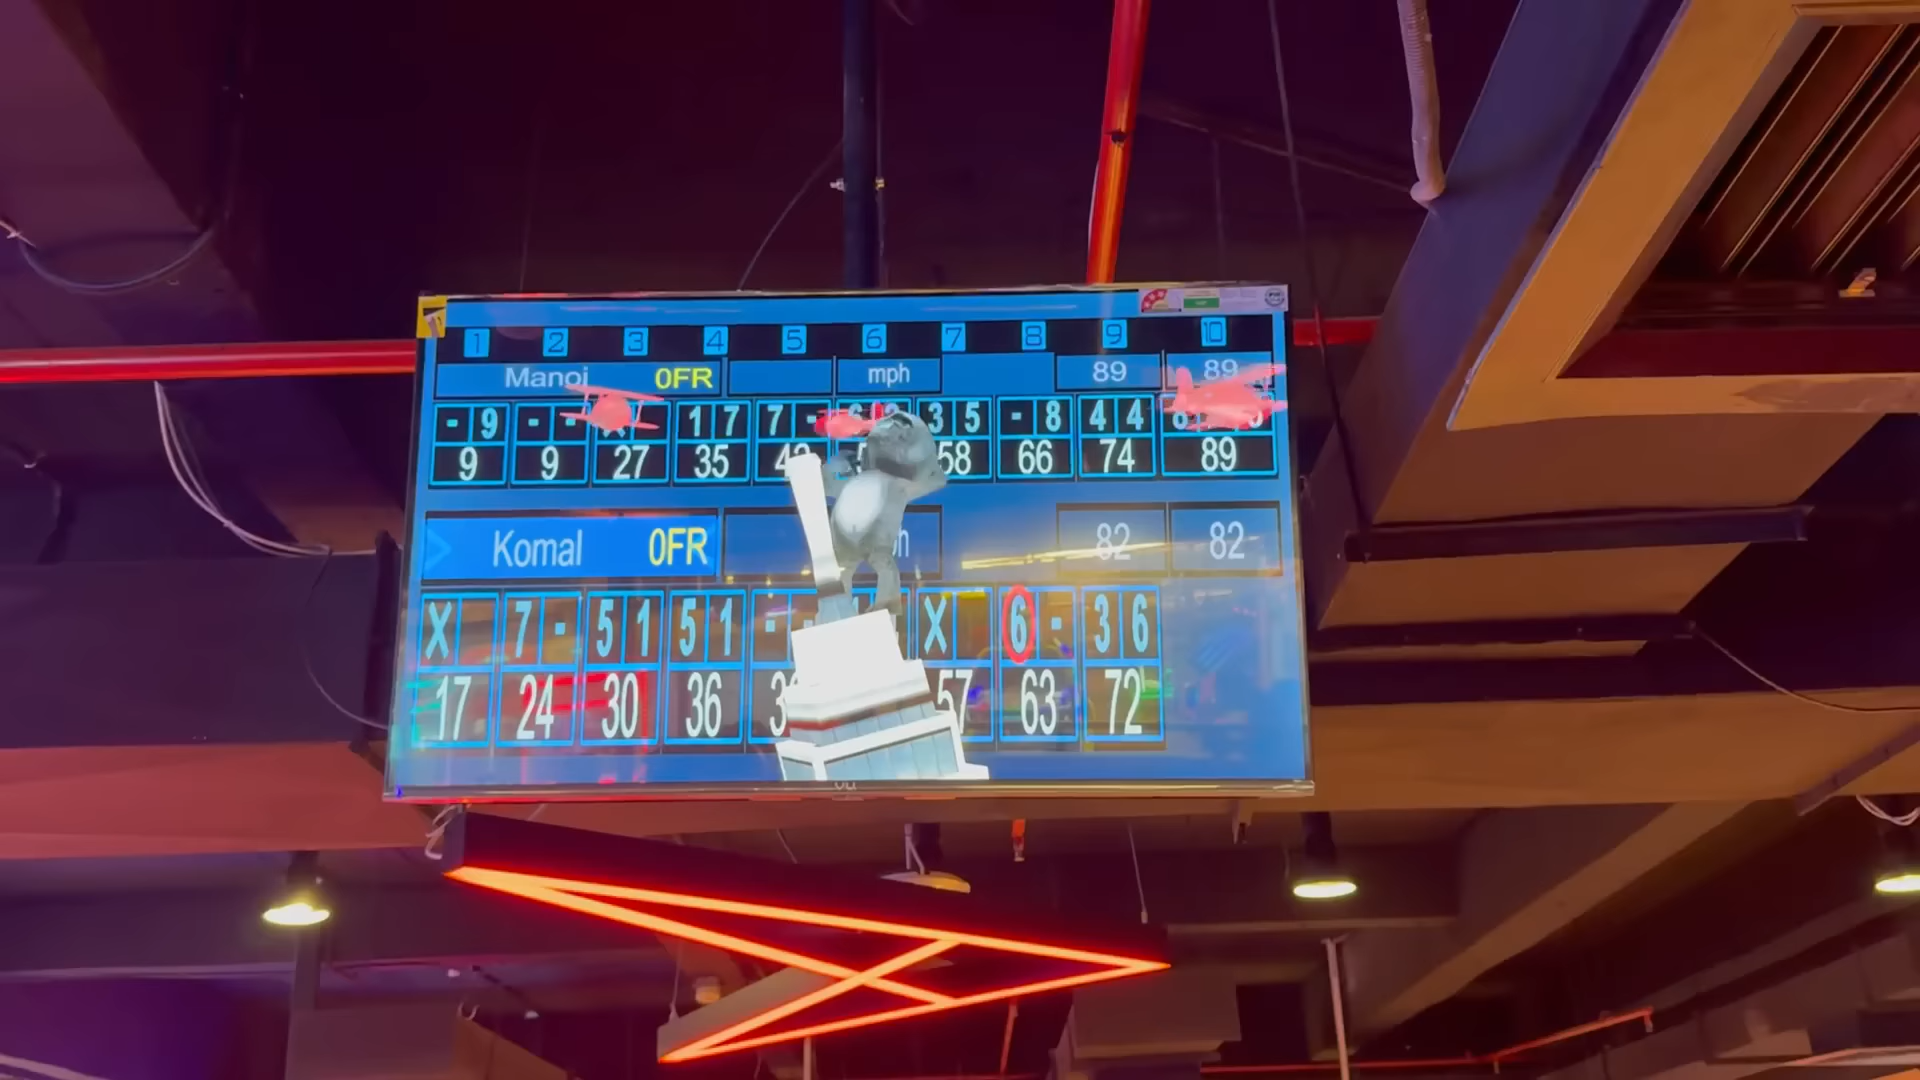 1 2 3 4 5 6 7 8 9 10
Manoj 0FR mph 89 89
- 9 - - X 1 7 7 - 6 3 5 - 8 4 4 8
9 9 27 35 58 66 74 89
Komal 0FR 82 82
X 7 - 5 1 5 1 - X 6 - 3 6
17 24 30 36 57 63 72